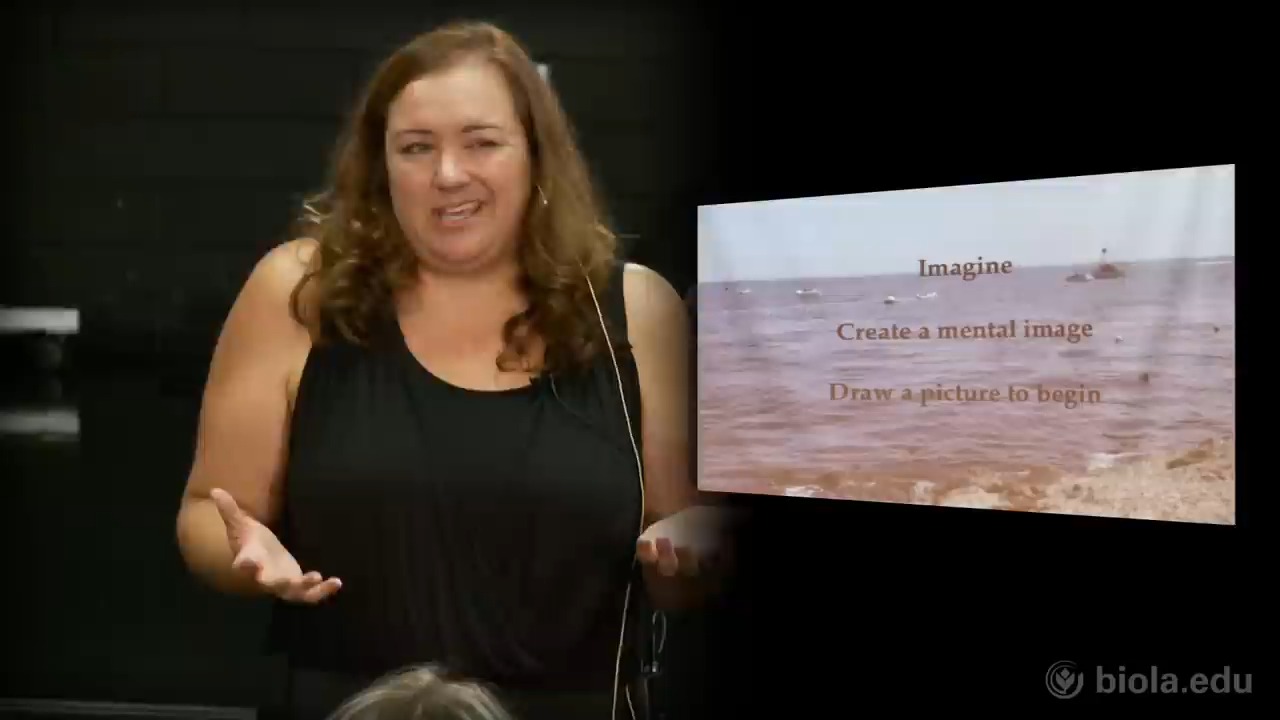 Imagine
Create a mental image
Draw a picture to begin
biola.edu